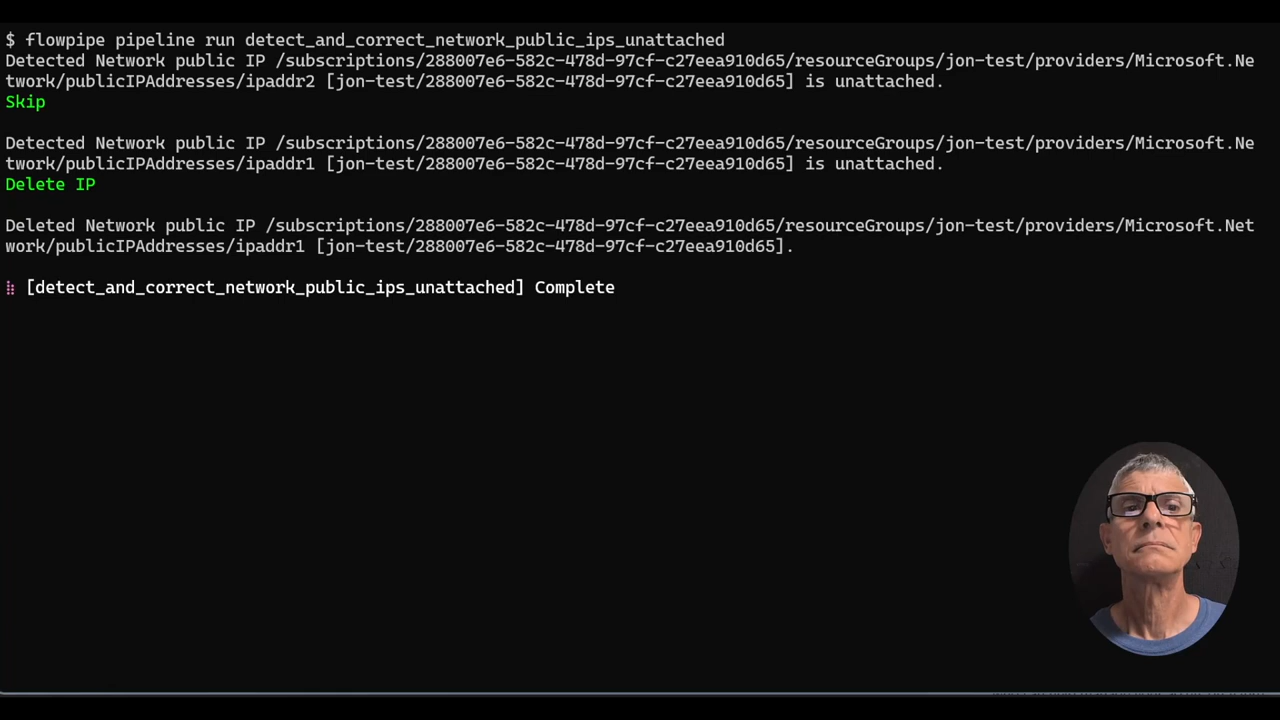 $ flowpipe pipeline run detect_and_correct_network_public_ips_unattached
Detected Network public IP /subscriptions/288007e6-582c-478d-97cf-c27eea910d65/resourceGroups/jon-test/providers/Microsoft.Ne
twork/publicIPAddresses/ipaddr2 [jon-test/288007e6-582c-478d-97cf-c27eea910d65] is unattached.
Skip
Detected Network public IP /subscriptions/288007e6-582c-478d-97cf-c27eea910d65/resourceGroups/jon-test/providers/Microsoft.Ne
twork/publicIPAddresses/ipaddr1 [jon-test/288007e6-582c-478d-97cf-c27eea910d65] is unattached.
Delete IP
Deleted Network public IP /subscriptions/288007e6-582c-478d-97cf-c27eea910d65/resourceGroups/jon-test/providers/Microsoft.Net
work/publicIPAddresses/ipaddr1 [jon-test/288007e6-582c-478d-97cf-c27eea910d65].
[detect_and_correct_network_public_ips_unattached] Complete